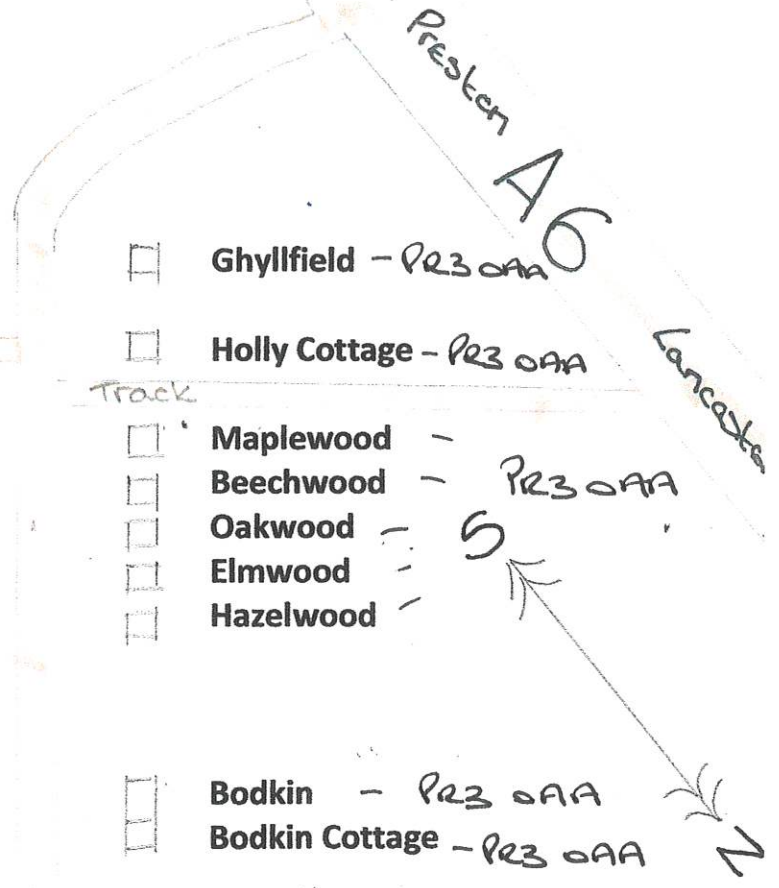 Preston
A6
Ghyllfield - PR3 0AA
Lancaster
Holly Cottage - PR3 0AA
Track
Maplewood -
Beechwood - PR3 0AA
Oakwood -
S
Elmwood -
Hazelwood -
Bodkin - PR3 0AA
Bodkin Cottage - PR3 0AA
N